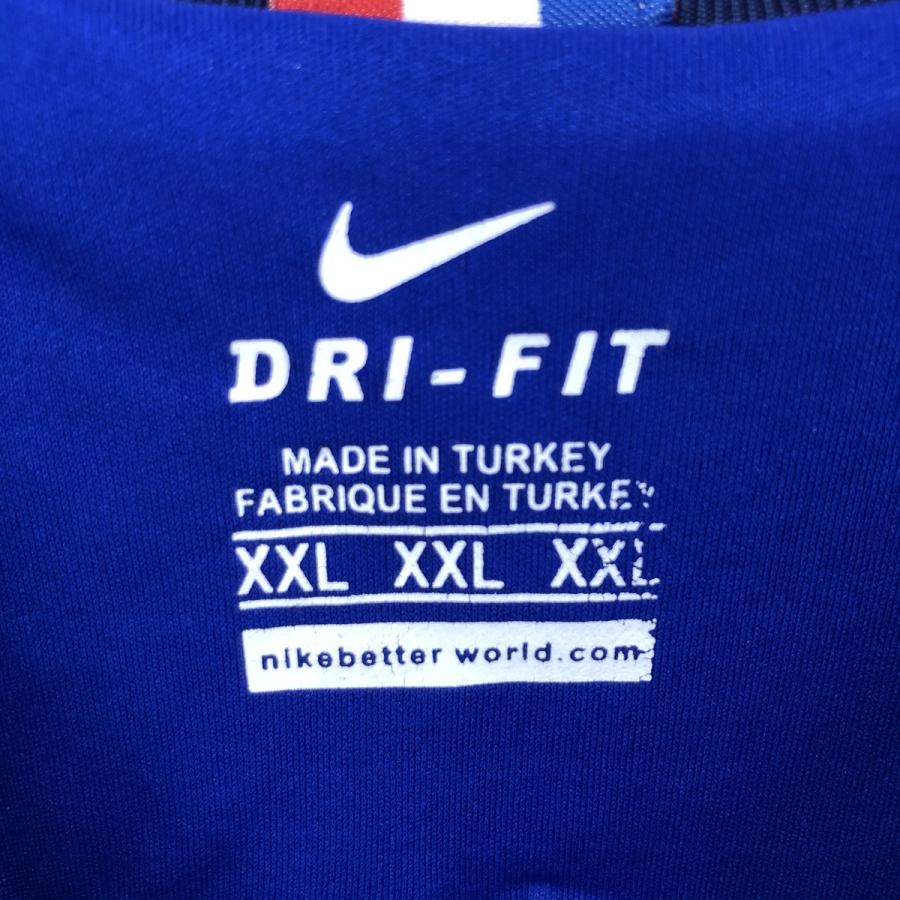 DRI-FIT
MADE IN TURKEY
FABRIQUE EN TURKEY
XXL XXL XXL
nikebetter world.com